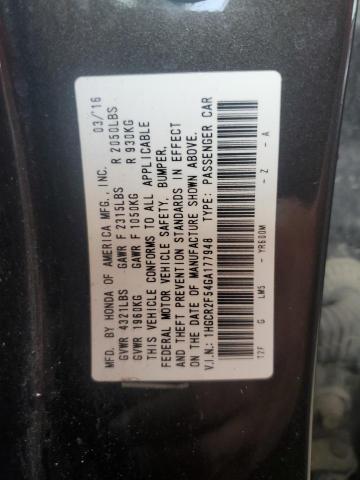 MFD. BY HONDA OF AMERICA MFG., INC. 03/16
GVWR 4321LBS GAWR F 2315LBS R 2050LBS
GVWR 1960KG GAWR F 1050KG R 930KG
THIS VEHICLE CONFORMS TO ALL APPLICABLE
FEDERAL MOTOR VEHICLE SAFETY, BUMPER,
AND THEFT PREVENTION STANDARDS IN EFFECT
ON THE DATE OF MANUFACTURE SHOWN ABOVE.
V.I.N.: 1HGCR2F54GA177948 TYPE: PASSENGER CAR
T2F G LM5 - YR600M - Z - A